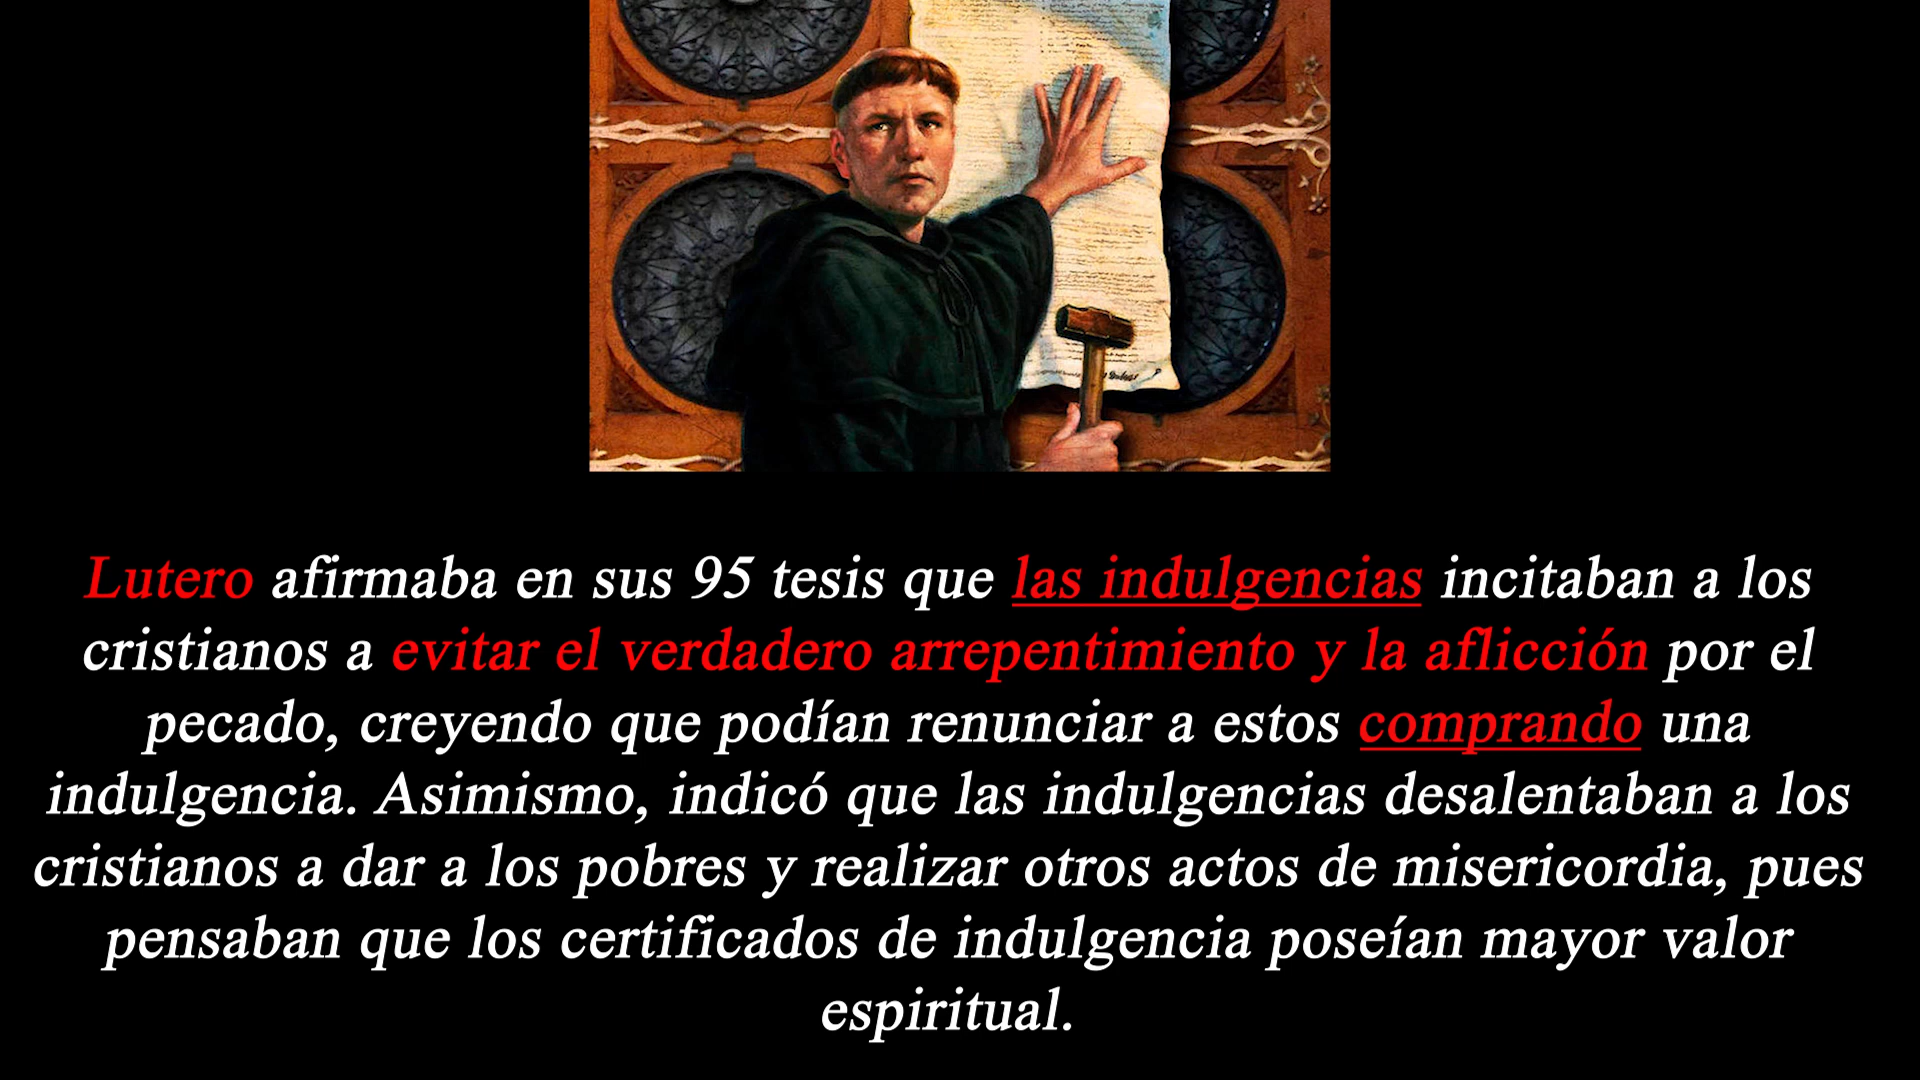 Lutero afirmaba en sus 95 tesis que las indulgencias incitaban a los
cristianos a evitar el verdadero arrepentimiento y la aflicción por el
pecado, creyendo que podían renunciar a estos comprando una
indulgencia. Asimismo, indicó que las indulgencias desalentaban a los
cristianos a dar a los pobres y realizar otros actos de misericordia, pues
pensaban que los certificados de indulgencia poseían mayor valor
espiritual.